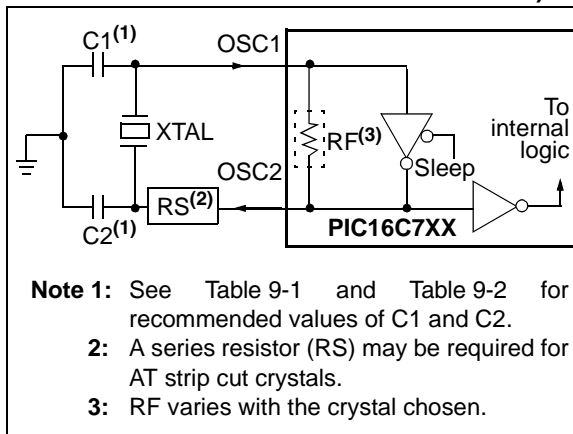 C1(1)
OSC1
To
internal
logic
XTAL
RF(3)
Sleep
OSC2
RS(2)
C2(1)
PIC16C7XX
Note 1: See Table 9-1 and Table 9-2 for
recommended values of C1 and C2.
2: A series resistor (RS) may be required for
AT strip cut crystals.
3: RF varies with the crystal chosen.